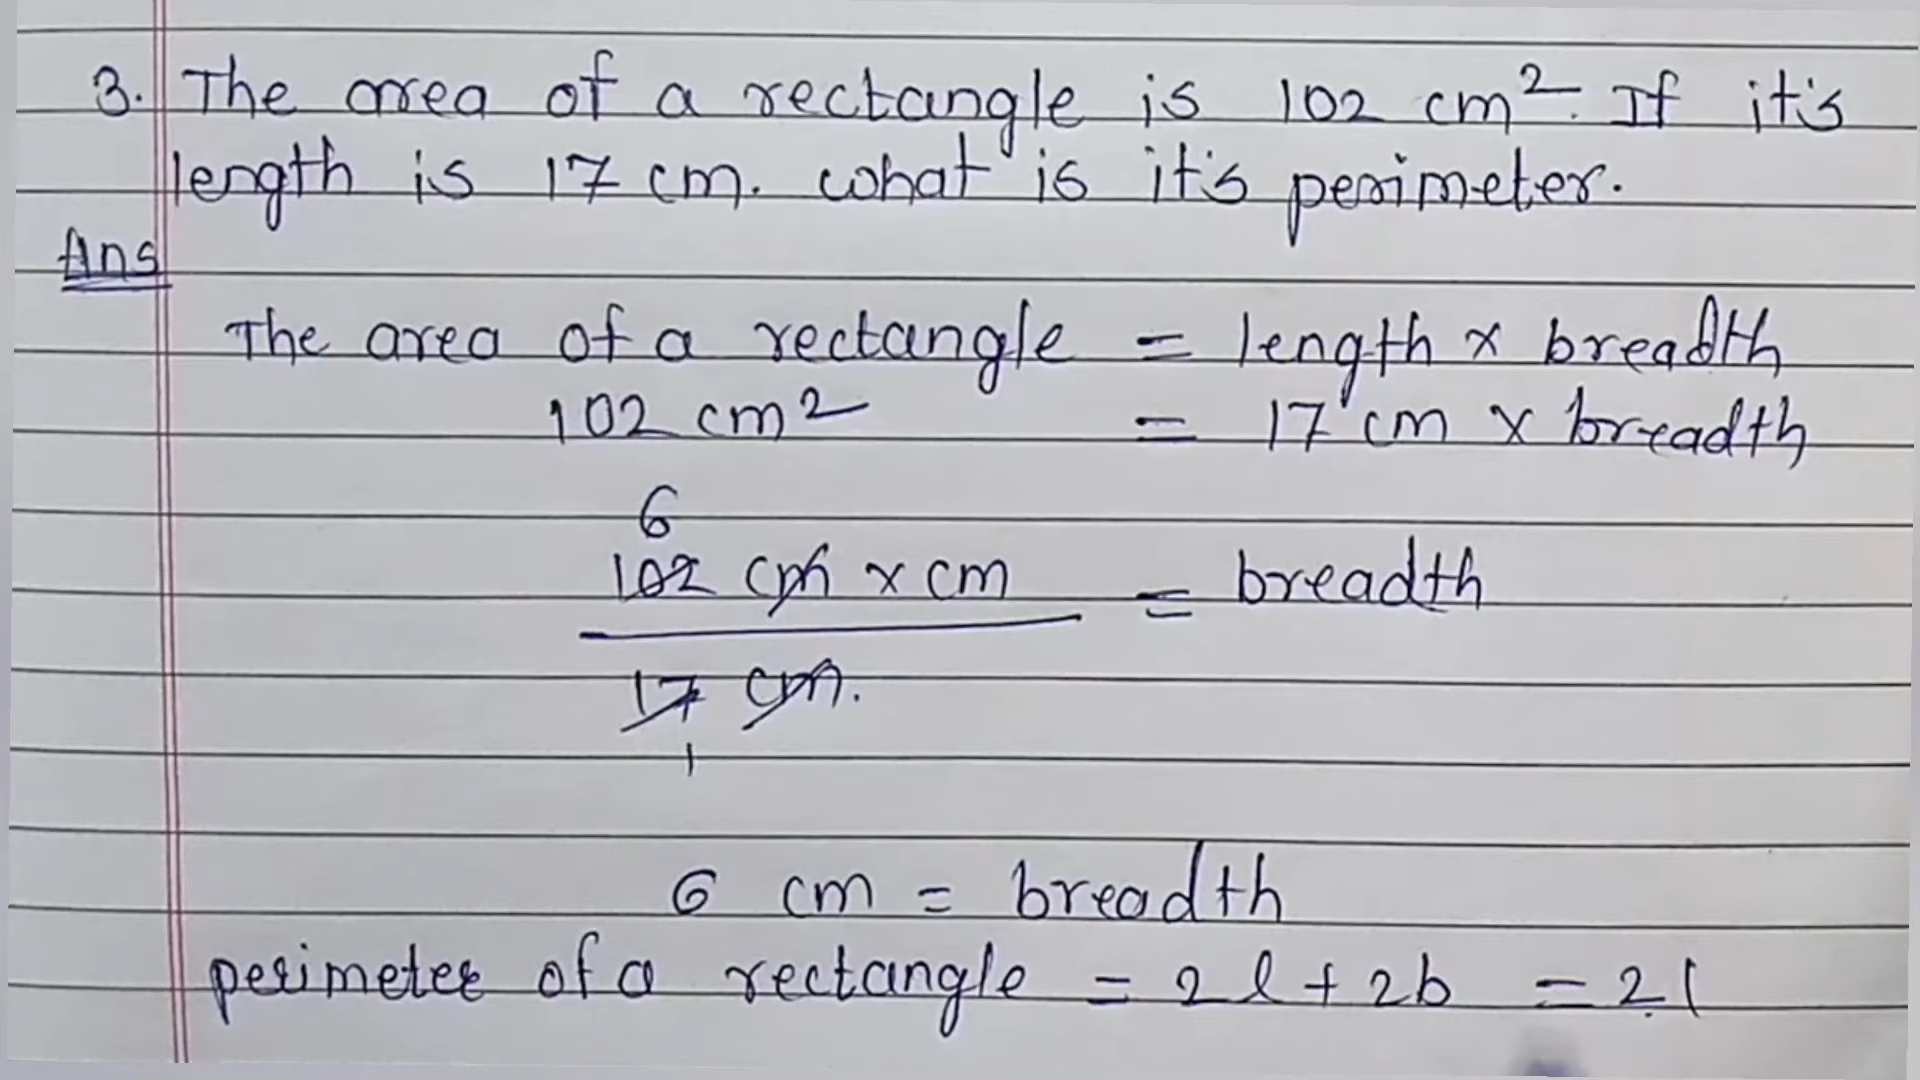 3. The area of a rectangle is 102 cm². If it's
length is 17 cm. what is it's perimeter.
Ans
The area of a rectangle = length x breadth
102 cm² = 17 cm x breadth
6
102 cm x cm = breadth
17 cm.
1
6 cm = breadth
perimeter of a rectangle = 2l + 2b = 2(